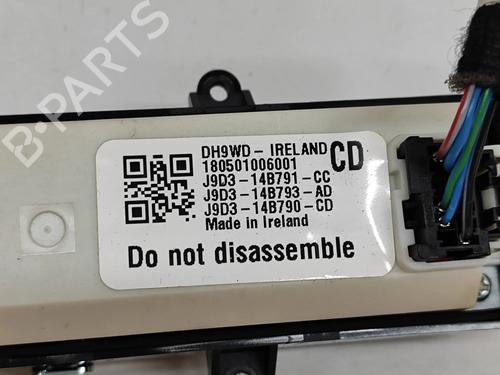 DH9WD - IRELAND
180501006001
CD
J9D3-14B791-CC
J9D3-14B793-AD
J9D3-14B790-CD
Made in Ireland
Do not disassemble
B-PARTS